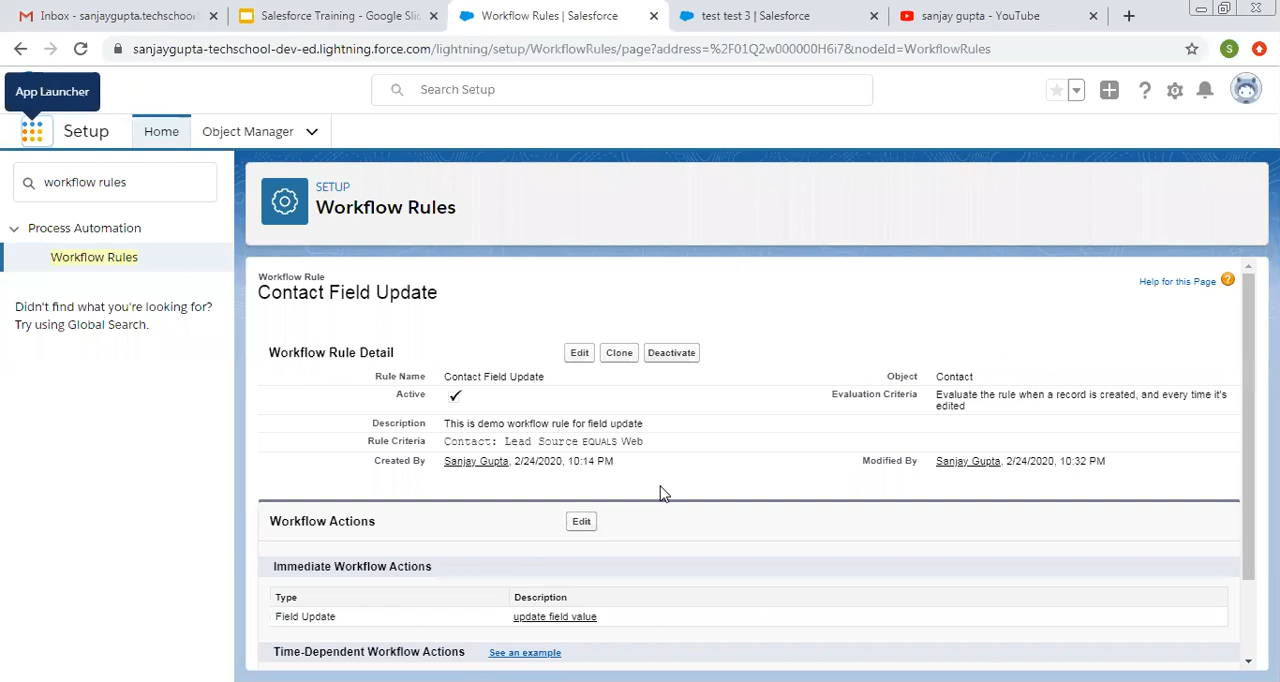 Inbox - sanjaygupta.techschool
Salesforce Training - Google Slid
Workflow Rules | Salesforce
test test 3 | Salesforce
sanjay gupta - YouTube
sanjaygupta-techschool-dev-ed.lightning.force.com/lightning/setup/WorkflowRules/page?address=%2F01Q2w000000H6i7&nodeId=WorkflowRules
S
App Launcher
Search Setup
Setup
Home
Object Manager
workflow rules
Process Automation
Workflow Rules
Didn't find what you're looking for?
Try using Global Search.
SETUP
Workflow Rules
Workflow Rule
Contact Field Update
Help for this Page ?
Workflow Rule Detail
Edit
Clone
Deactivate
Rule Name Contact Field Update
Object Contact
Active
Evaluation Criteria Evaluate the rule when a record is created, and every time it's
edited
Description This is demo workflow rule for field update
Rule Criteria Contact: Lead Source EQUALS Web
Created By Sanjay Gupta, 2/24/2020, 10:14 PM
Modified By Sanjay Gupta, 2/24/2020, 10:32 PM
Workflow Actions
Edit
Immediate Workflow Actions
Type Description
Field Update update field value
Time-Dependent Workflow Actions See an example